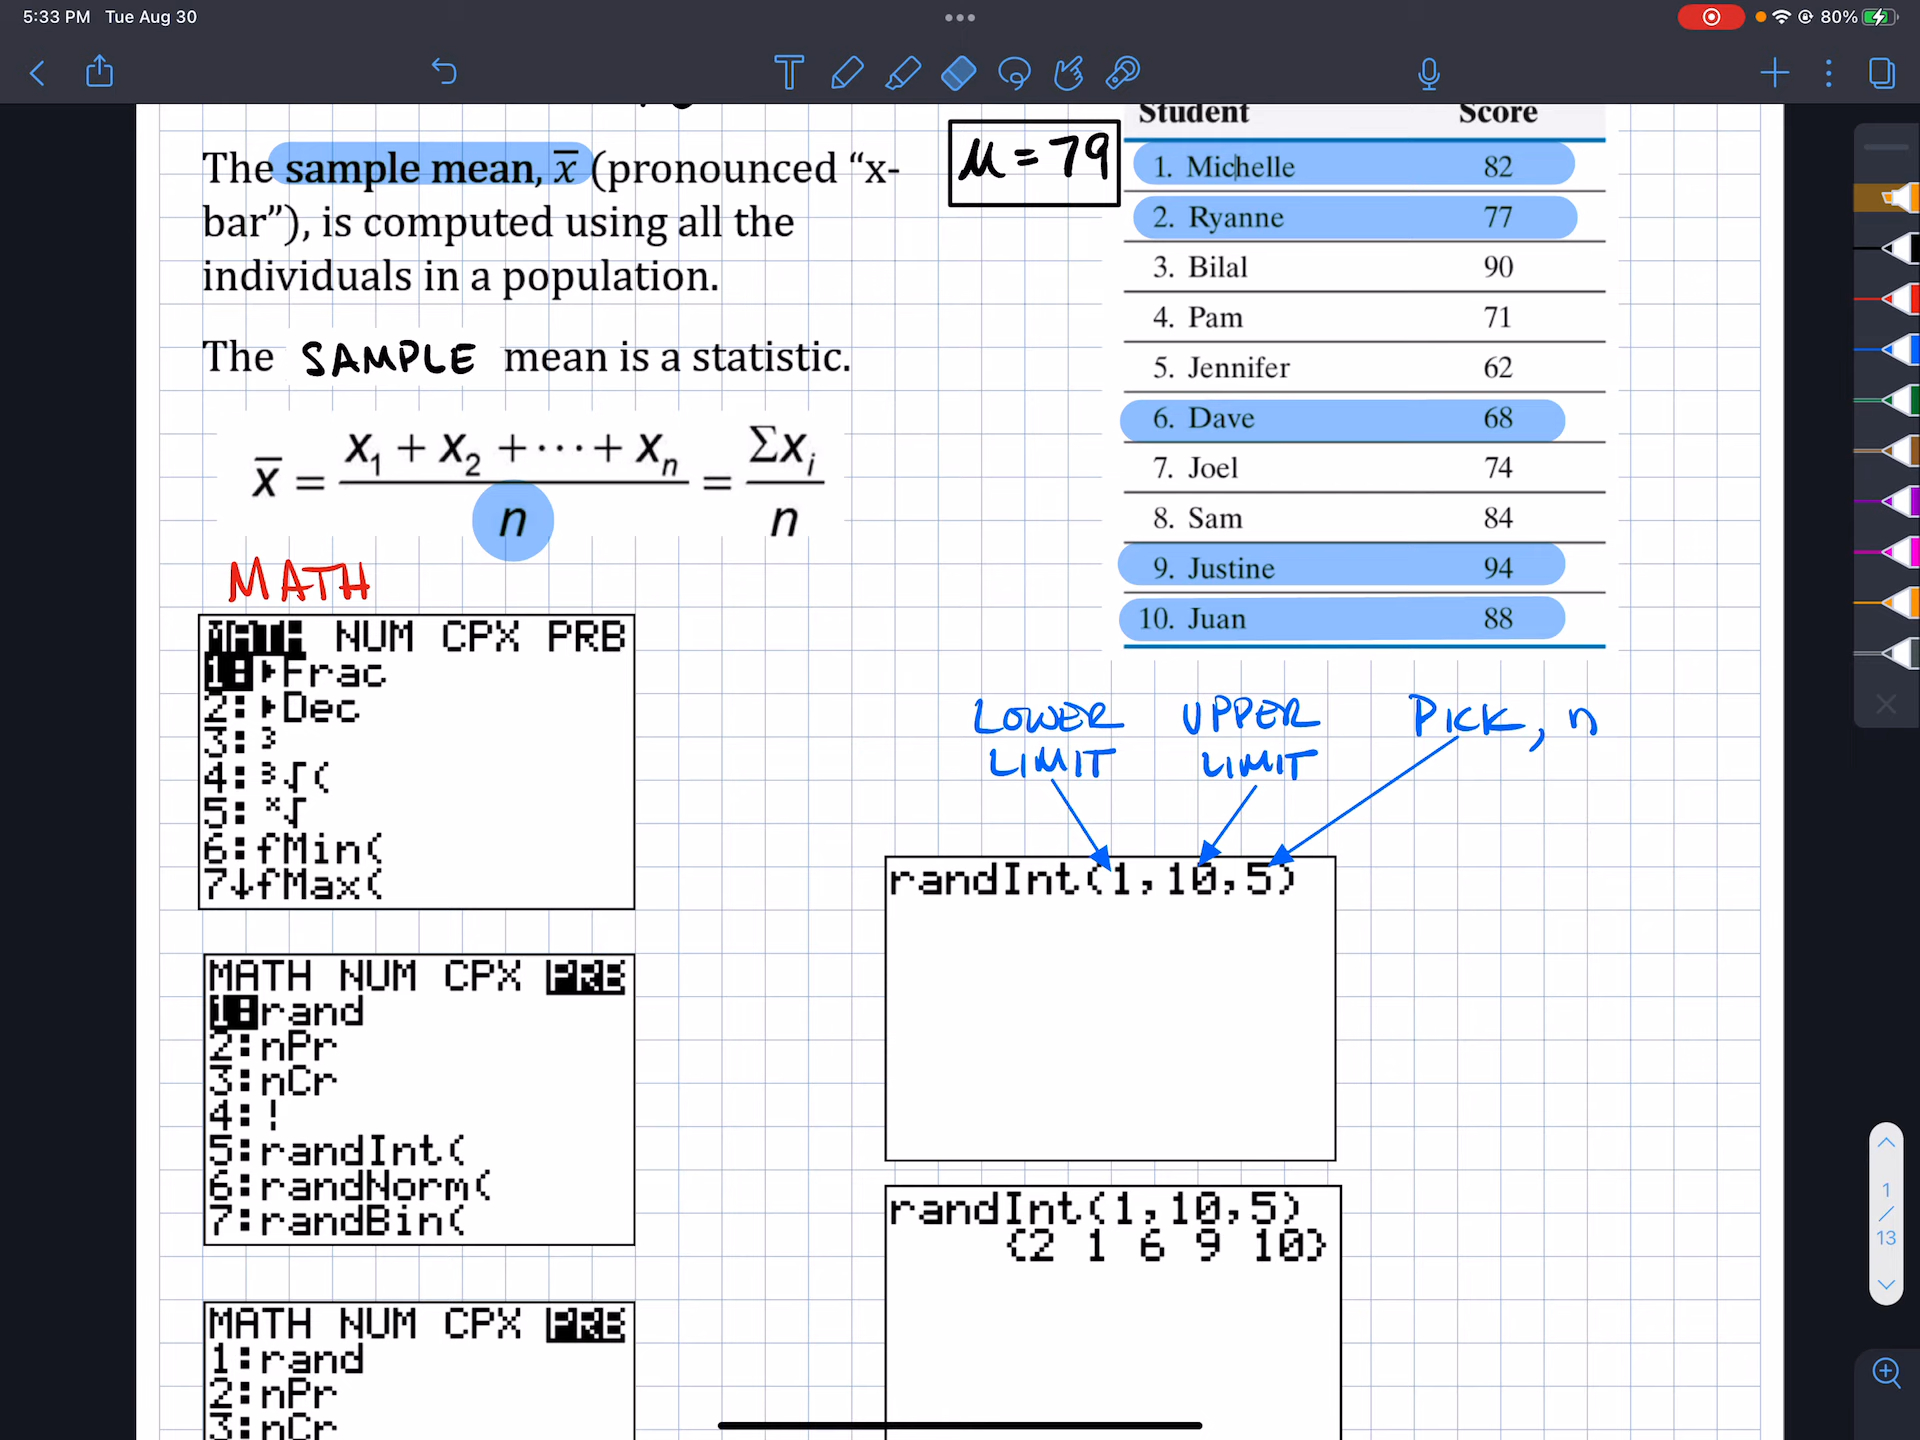 5:33 PM Tue Aug 30
80%
The sample mean, x̅ (pronounced “x-
bar”), is computed using all the
individuals in a population.
The SAMPLE mean is a statistic.
x̅ = x₁ + x₂ + ··· + xₙ / n = Σxᵢ / n
μ = 79
Student Score
1. Michelle 82
2. Ryanne 77
3. Bilal 90
4. Pam 71
5. Jennifer 62
6. Dave 68
7. Joel 74
8. Sam 84
9. Justine 94
10. Juan 88
MATH
MATH NUM CPX PRB
1:▸Frac
2:▸Dec
3:³
4:³√(
5:ˣ√
6:fMin(
7↓fMax(
MATH NUM CPX PRB
1:rand
2:nPr
3:nCr
4:!
5:randInt(
6:randNorm(
7:randBin(
MATH NUM CPX PRB
1:rand
2:nPr
3:nCr
LOWER LIMIT
UPPER LIMIT
PICK, n
randInt(1,10,5)
randInt(1,10,5)
{2 1 6 9 10}
1
/
13